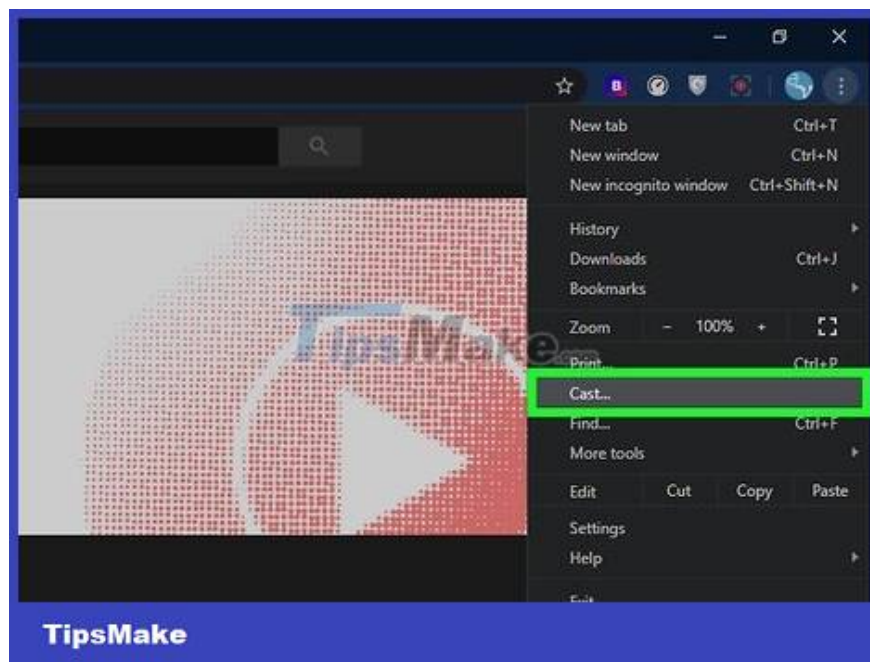 New tab Ctrl+T
New window Ctrl+N
New incognito window Ctrl+Shift+N
History
Downloads Ctrl+J
Bookmarks
Zoom - 100% +
TipsMake
Print... Ctrl+P
Cast...
Find... Ctrl+F
More tools
Edit Cut Copy Paste
Settings
Help
Exit
TipsMake